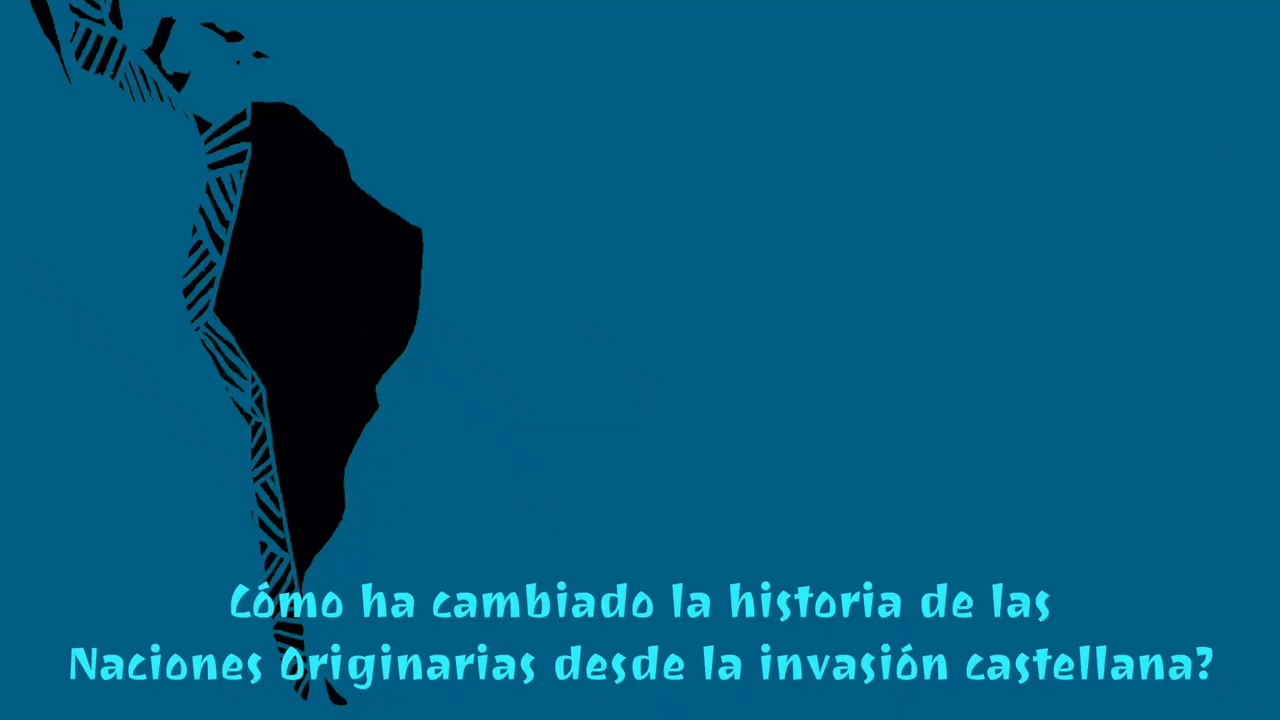 Cómo ha cambiado la historia de las
Naciones Originarias desde la invasión castellana?